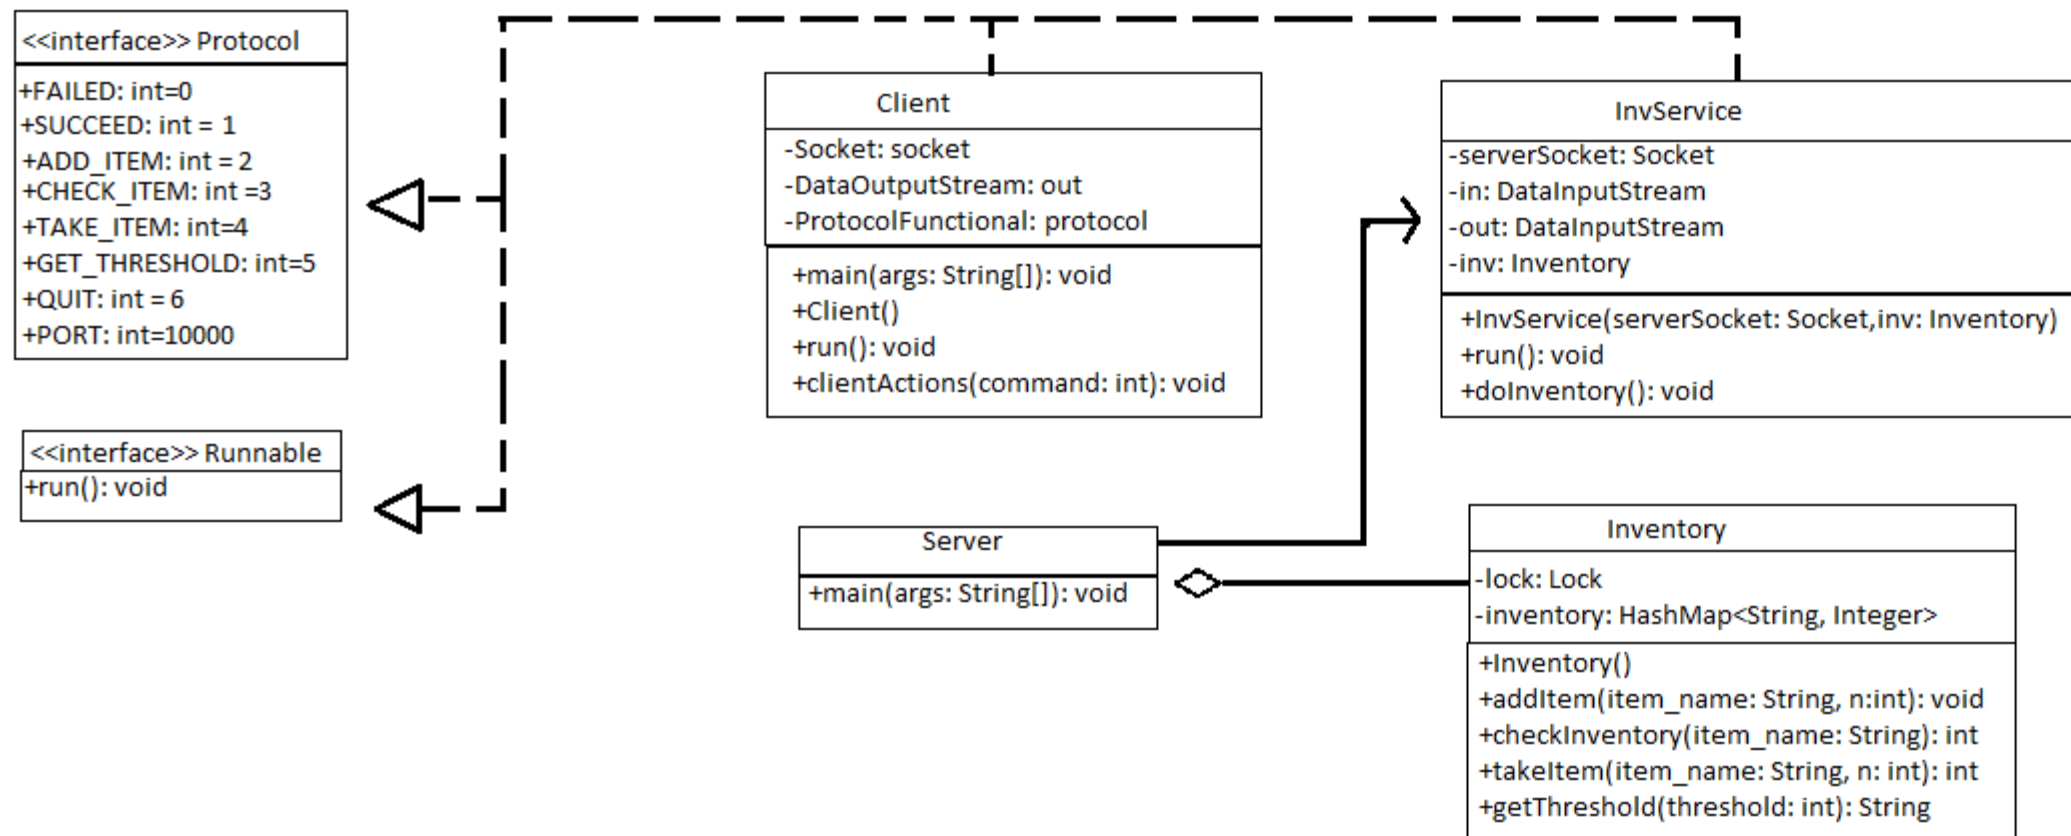 <<interface>> Protocol
+FAILED: int=0
+SUCCEED: int = 1
+ADD_ITEM: int = 2
+CHECK_ITEM: int =3
+TAKE_ITEM: int=4
+GET_THRESHOLD: int=5
+QUIT: int = 6
+PORT: int=10000
<<interface>> Runnable
+run(): void
Client
-Socket: socket
-DataOutputStream: out
-ProtocolFunctional: protocol
+main(args: String[]): void
+Client()
+run(): void
+clientActions(command: int): void
InvService
-serverSocket: Socket
-in: DataInputStream
-out: DataInputStream
-inv: Inventory
+InvService(serverSocket: Socket,inv: Inventory)
+run(): void
+doInventory(): void
Server
+main(args: String[]): void
Inventory
-lock: Lock
-inventory: HashMap<String, Integer>
+Inventory()
+addItem(item_name: String, n:int): void
+checkInventory(item_name: String): int
+takeItem(item_name: String, n: int): int
+getThreshold(threshold: int): String